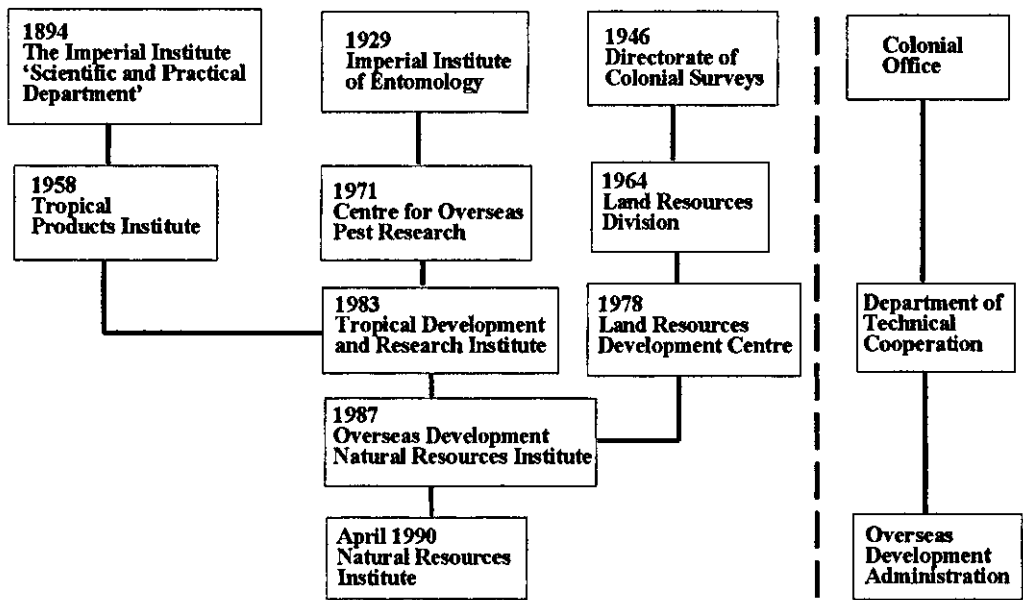 1894
The Imperial Institute
‘Scientific and Practical
Department’
1929
Imperial Institute
of Entomology
1946
Directorate of
Colonial Surveys
Colonial
Office
1958
Tropical
Products Institute
1971
Centre for Overseas
Pest Research
1964
Land Resources
Division
1983
Tropical Development
and Research Institute
1978
Land Resources
Development Centre
Department of
Technical
Cooperation
1987
Overseas Development
Natural Resources Institute
April 1990
Natural Resources
Institute
Overseas
Development
Administration